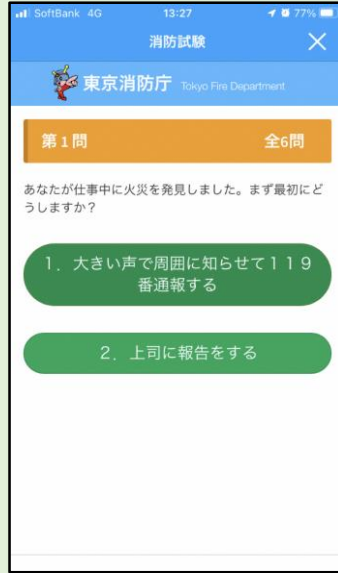 SoftBank 4G 13:27 77%
消防試験
東京消防庁 Tokyo Fire Department
第1問 全6問
あなたが仕事中に火災を発見しました。まず最初にど
うしますか？
1．大きい声で周囲に知らせて１１９
番通報する
2．上司に報告をする